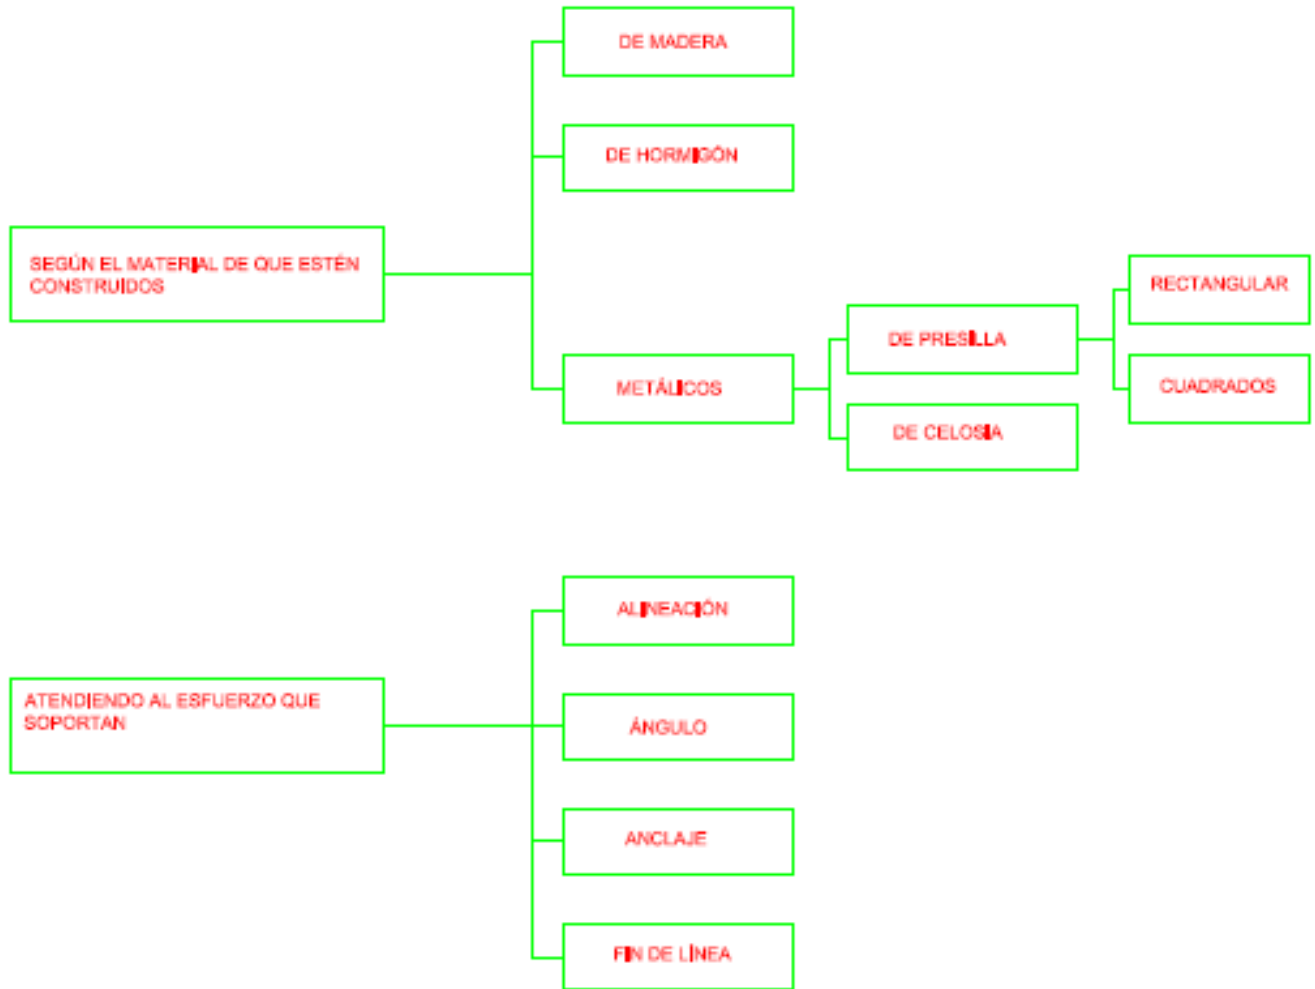 DE MADERA
DE HORMIGÓN
SEGÚN EL MATERIAL DE QUE ESTÉN
CONSTRUIDOS
METÁLICOS
DE PRESILLA
DE CELOSIA
RECTANGULAR
CUADRADOS
ATENDIENDO AL ESFUERZO QUE
SOPORTAN
ALINEACIÓN
ÁNGULO
ANCLAJE
FIN DE LÍNEA